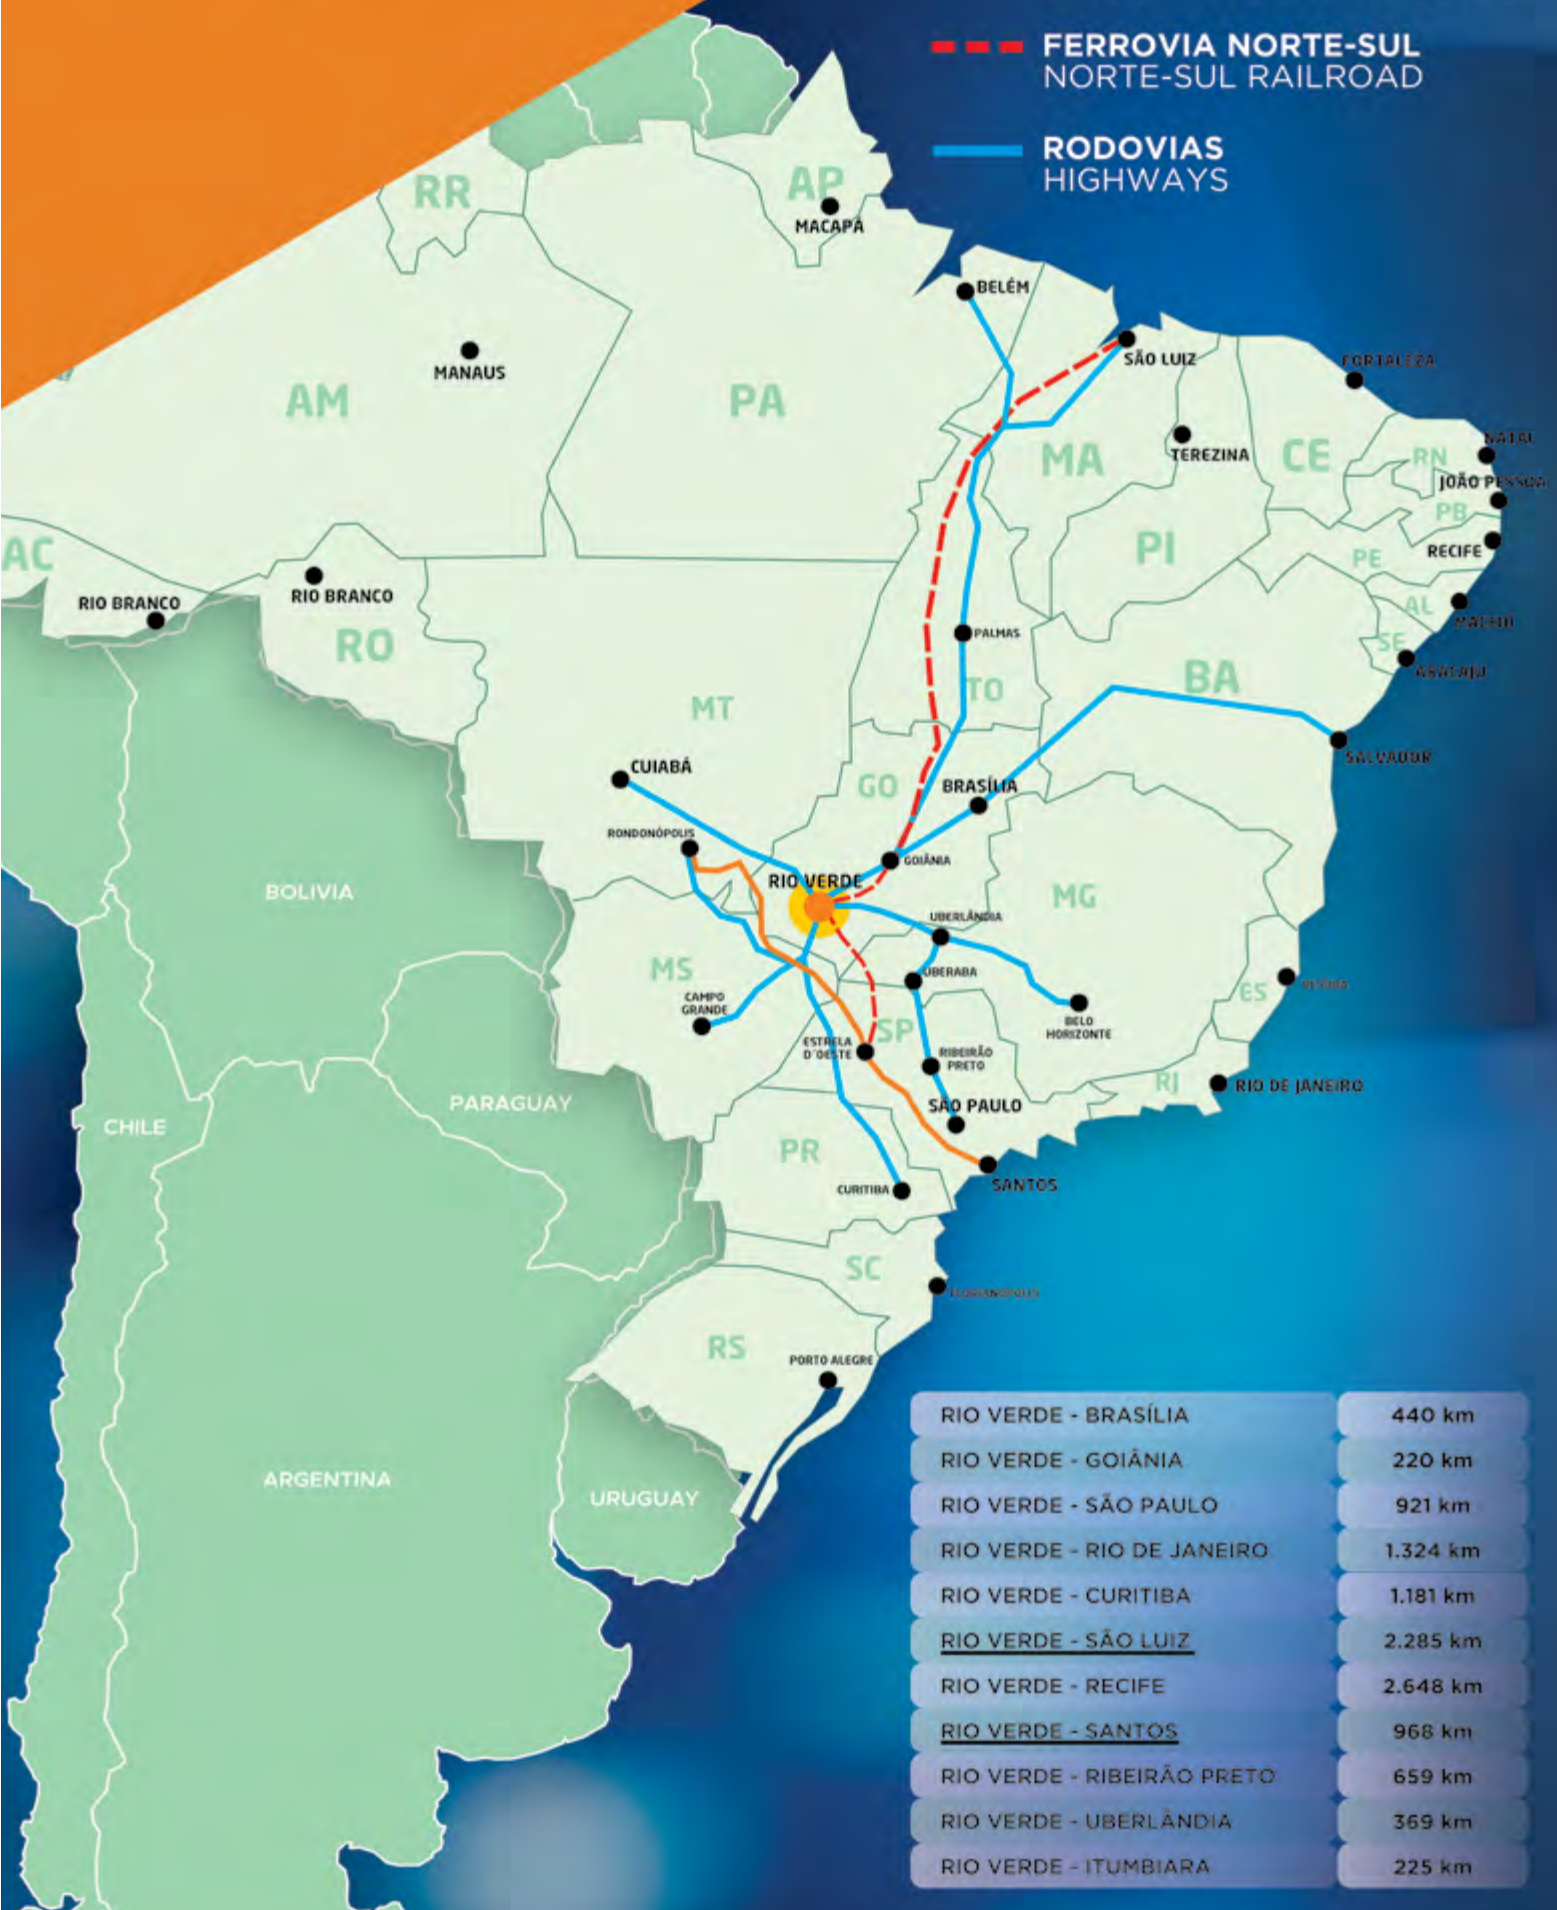 FERROVIA NORTE-SUL
NORTE-SUL RAILROAD
RODOVIAS
HIGHWAYS
RR
AP
MACAPÁ
BELÉM
SÃO LUIZ
FORTALEZA
MANAUS
AM
PA
MA
TEREZINA
CE
RN
NATAL
JOÃO PESSOA
PB
AC
PI
PE
RECIFE
RIO BRANCO
RIO BRANCO
RO
AL
MACEIÓ
SE
ARACAJU
PALMAS
TO
BA
MT
SALVADOR
CUIABÁ
GO
BRASÍLIA
RONDONÓPOLIS
GOIÂNIA
RIO VERDE
BOLIVIA
MG
UBERLÂNDIA
MS
UBERABA
CAMPO
GRANDE
ES
VITÓRIA
BELO
HORIZONTE
SP
ESTRELA
D´OESTE
RIBEIRÃO
PRETO
RJ
RIO DE JANEIRO
PARAGUAY
SÃO PAULO
CHILE
PR
CURITIBA
SANTOS
SC
FLORIANÓPOLIS
RS
PORTO ALEGRE
ARGENTINA
URUGUAY
RIO VERDE - BRASÍLIA 440 km
RIO VERDE - GOIÂNIA 220 km
RIO VERDE - SÃO PAULO 921 km
RIO VERDE - RIO DE JANEIRO 1.324 km
RIO VERDE - CURITIBA 1.181 km
RIO VERDE - SÃO LUIZ 2.285 km
RIO VERDE - RECIFE 2.648 km
RIO VERDE - SANTOS 968 km
RIO VERDE - RIBEIRÃO PRETO 659 km
RIO VERDE - UBERLÂNDIA 369 km
RIO VERDE - ITUMBIARA 225 km